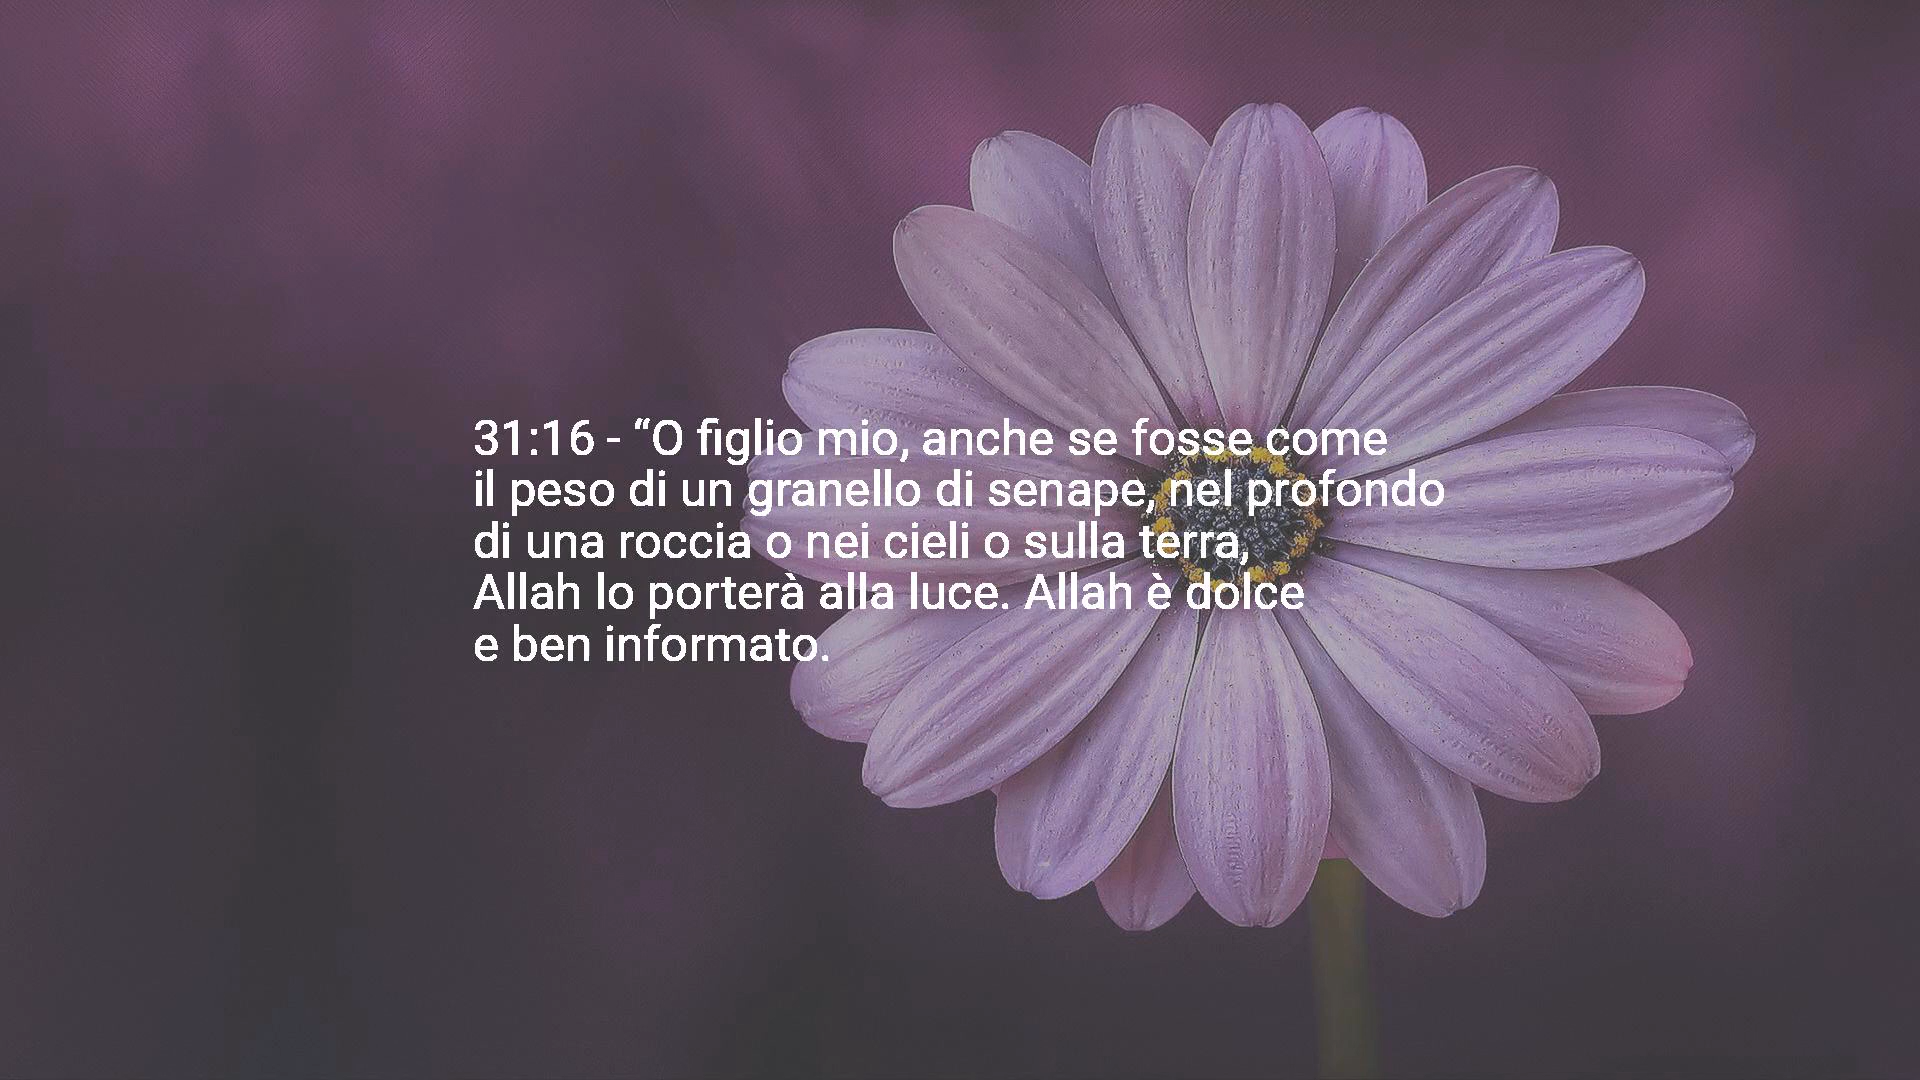 31:16 - “O figlio mio, anche se fosse come
il peso di un granello di senape, nel profondo
di una roccia o nei cieli o sulla terra,
Allah lo porterà alla luce. Allah è dolce
e ben informato.